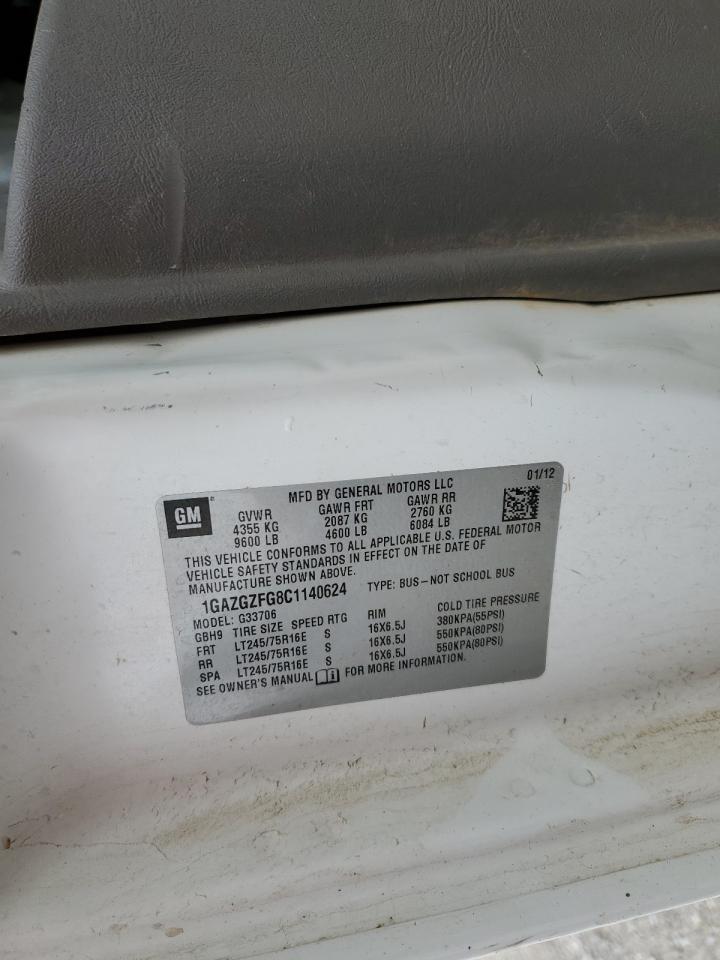 01/12
MFD BY GENERAL MOTORS LLC
GM ®
GVWR GAWR FRT GAWR RR
4355 KG 2087 KG 2760 KG
9600 LB 4600 LB 6084 LB
THIS VEHICLE CONFORMS TO ALL APPLICABLE U.S. FEDERAL MOTOR
VEHICLE SAFETY STANDARDS IN EFFECT ON THE DATE OF
MANUFACTURE SHOWN ABOVE.
1GAZGZFG8C1140624 TYPE: BUS-NOT SCHOOL BUS
MODEL: G33706
GBH9 TIRE SIZE SPEED RTG RIM COLD TIRE PRESSURE
FRT LT245/75R16E S 16X6.5J 380KPA(55PSI)
RR LT245/75R16E S 16X6.5J 550KPA(80PSI)
SPA LT245/75R16E S 16X6.5J 550KPA(80PSI)
SEE OWNER'S MANUAL FOR MORE INFORMATION.